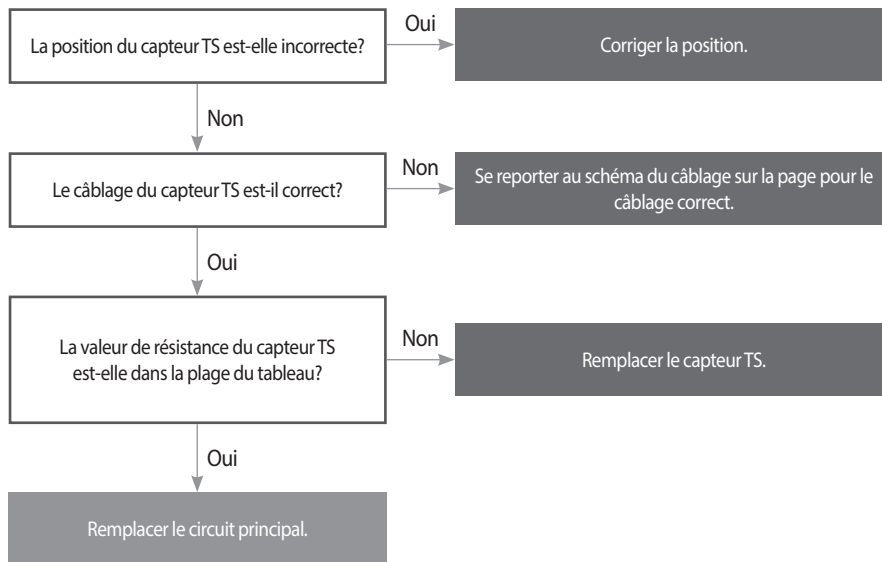 La position du capteur TS est-elle incorrecte?
Oui
Corriger la position.
Non
Le câblage du capteur TS est-il correct?
Non
Se reporter au schéma du câblage sur la page pour le
câblage correct.
Oui
La valeur de résistance du capteur TS
est-elle dans la plage du tableau?
Non
Remplacer le capteur TS.
Oui
Remplacer le circuit principal.